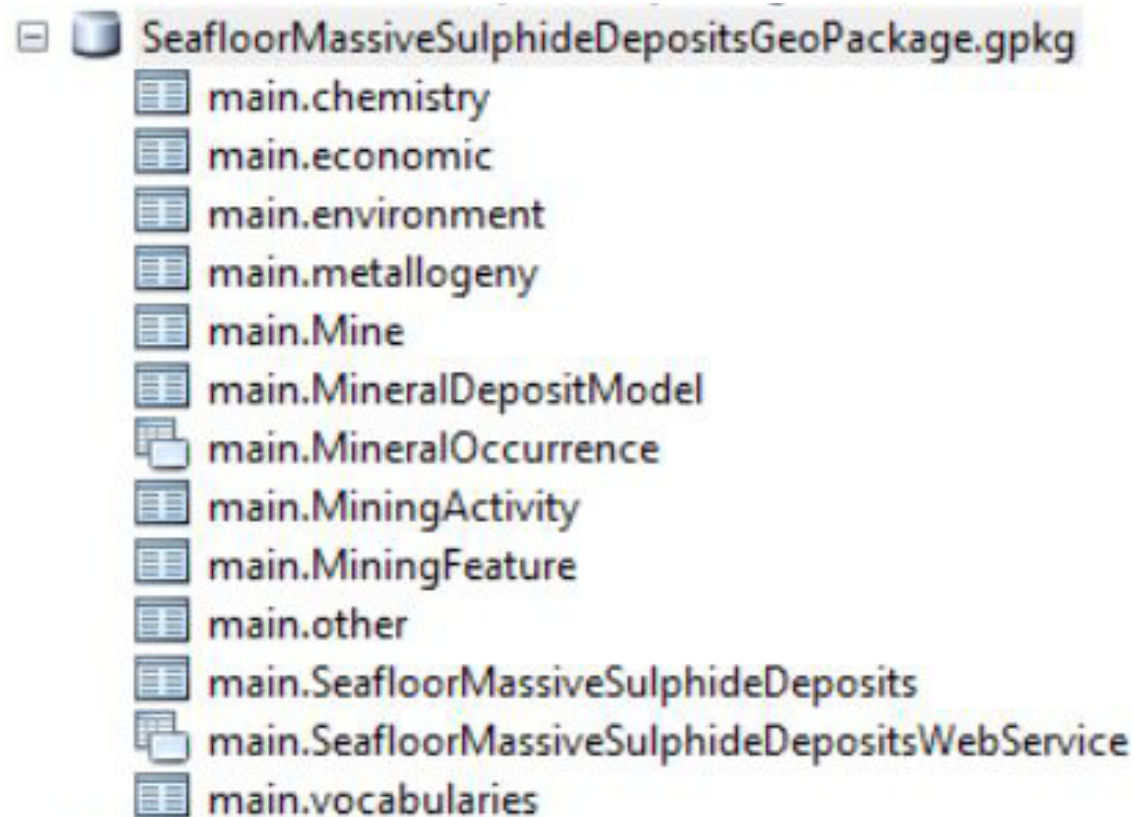 SeafloorMassiveSulphideDepositsGeoPackage.gpkg
main.chemistry
main.economic
main.environment
main.metallogeny
main.Mine
main.MineralDepositModel
main.MineralOccurrence
main.MiningActivity
main.MiningFeature
main.other
main.SeafloorMassiveSulphideDeposits
main.SeafloorMassiveSulphideDepositsWebService
main.vocabularies